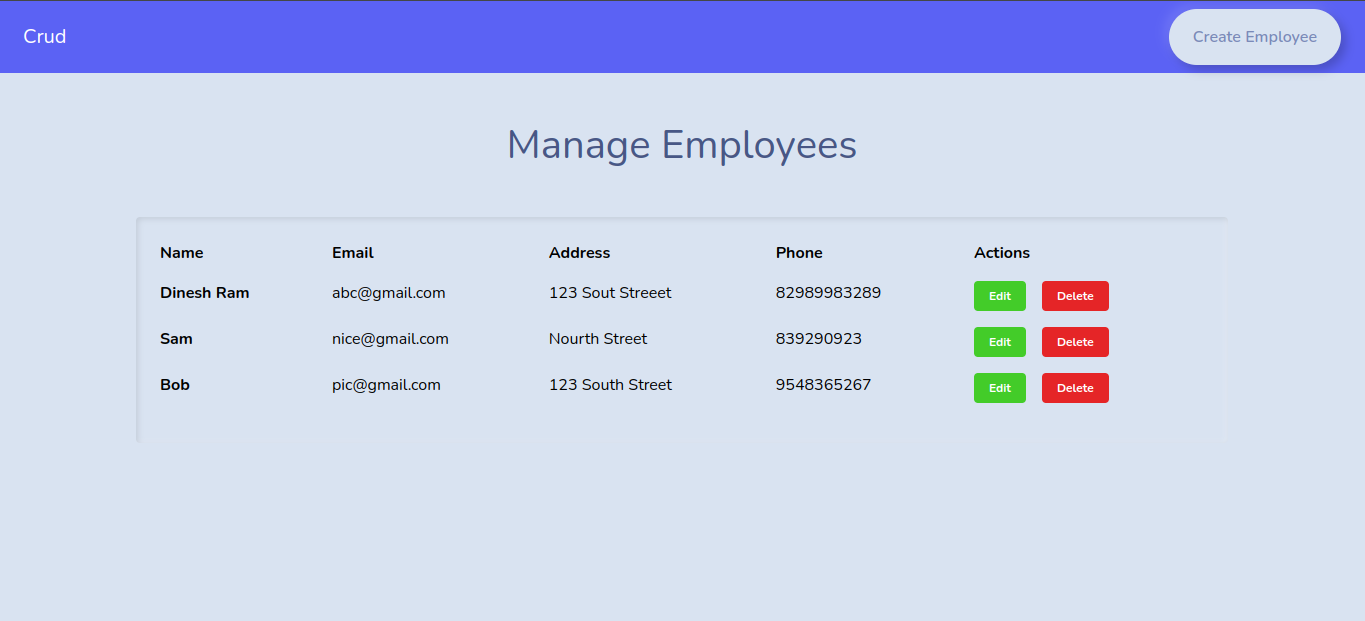 Crud Create Employee
Manage Employees
Name Email Address Phone Actions
Dinesh Ram abc@gmail.com 123 Sout Streeet 82989983289 Edit Delete
Sam nice@gmail.com Nourth Street 839290923 Edit Delete
Bob pic@gmail.com 123 South Street 9548365267 Edit Delete